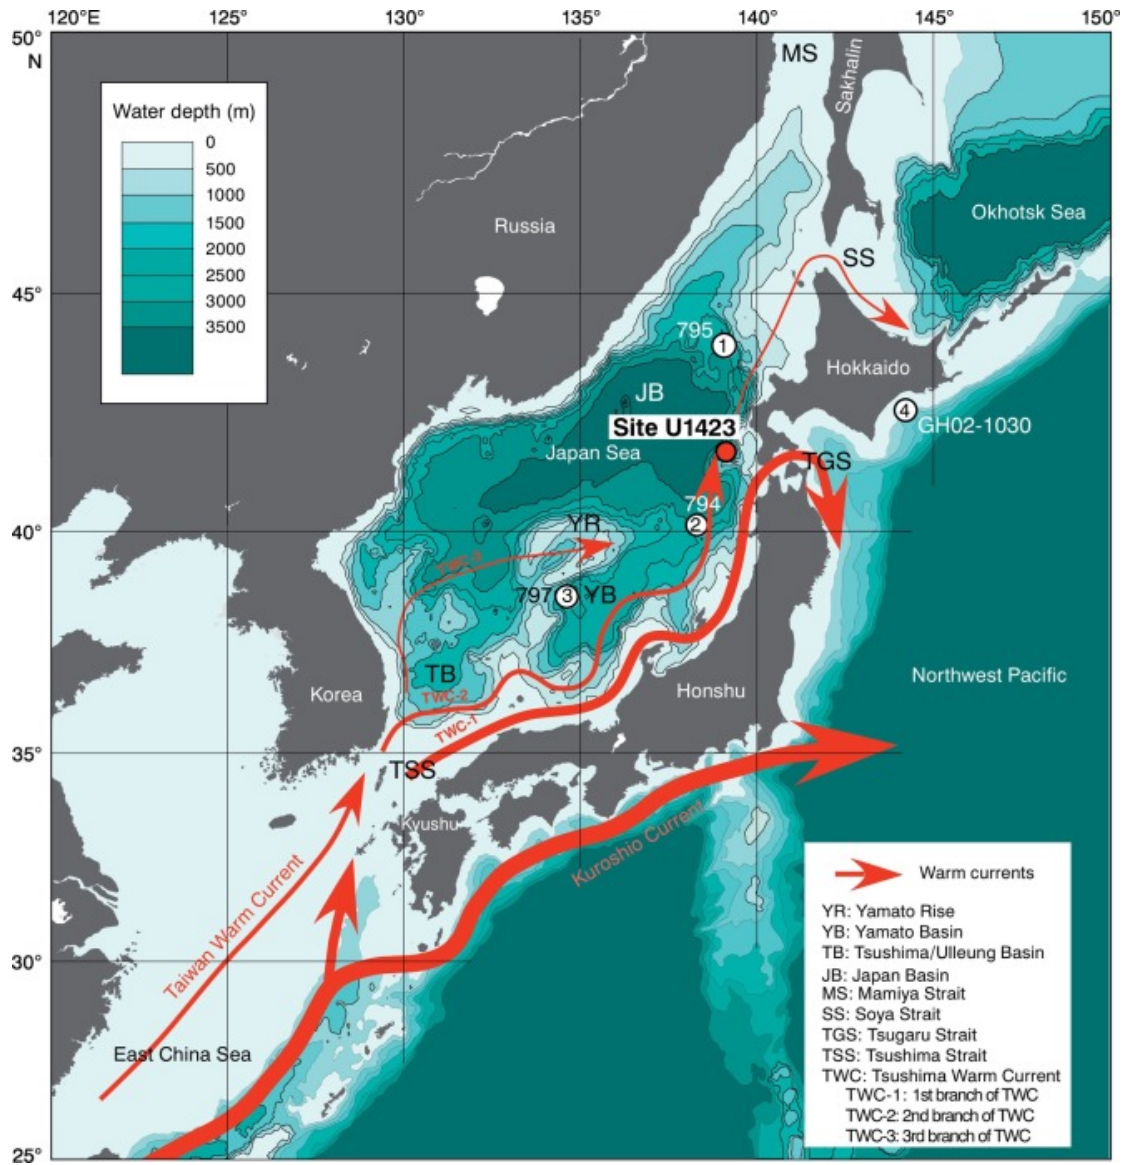 120°E 125° 130° 135° 140° 145° 150°
50°
N
MS
Sakhalin
Water depth (m)
0
500
1000
1500
2000
2500
3000
3500
Russia
Okhotsk Sea
SS
45°
795
1
Hokkaido
JB
4
GH02-1030
Site U1423
Japan Sea
TGS
794
2
YR
40°
TWC-3
797
3
YB
TB
Korea
TWC-2
Honshu
Northwest Pacific
TWC-1
35°
TSS
Kyushu
Kuroshio Current
Taiwan Warm Current
30°
East China Sea
25°
Warm currents
YR: Yamato Rise
YB: Yamato Basin
TB: Tsushima/Ulleung Basin
JB: Japan Basin
MS: Mamiya Strait
SS: Soya Strait
TGS: Tsugaru Strait
TSS: Tsushima Strait
TWC: Tsushima Warm Current
TWC-1: 1st branch of TWC
TWC-2: 2nd branch of TWC
TWC-3: 3rd branch of TWC